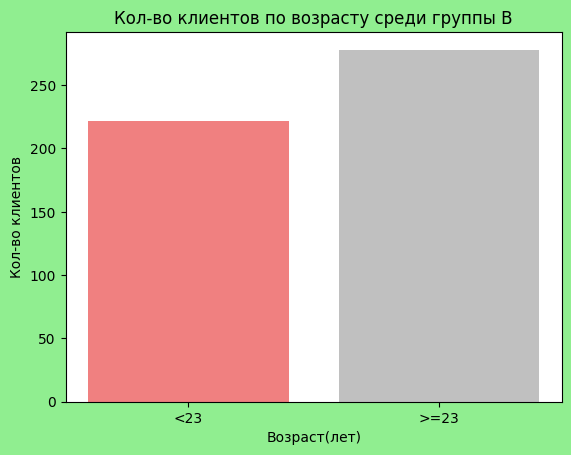 Кол-во клиентов по возрасту среди группы B
Кол-во клиентов
250
200
150
100
50
0
<23
>=23
Возраст(лет)